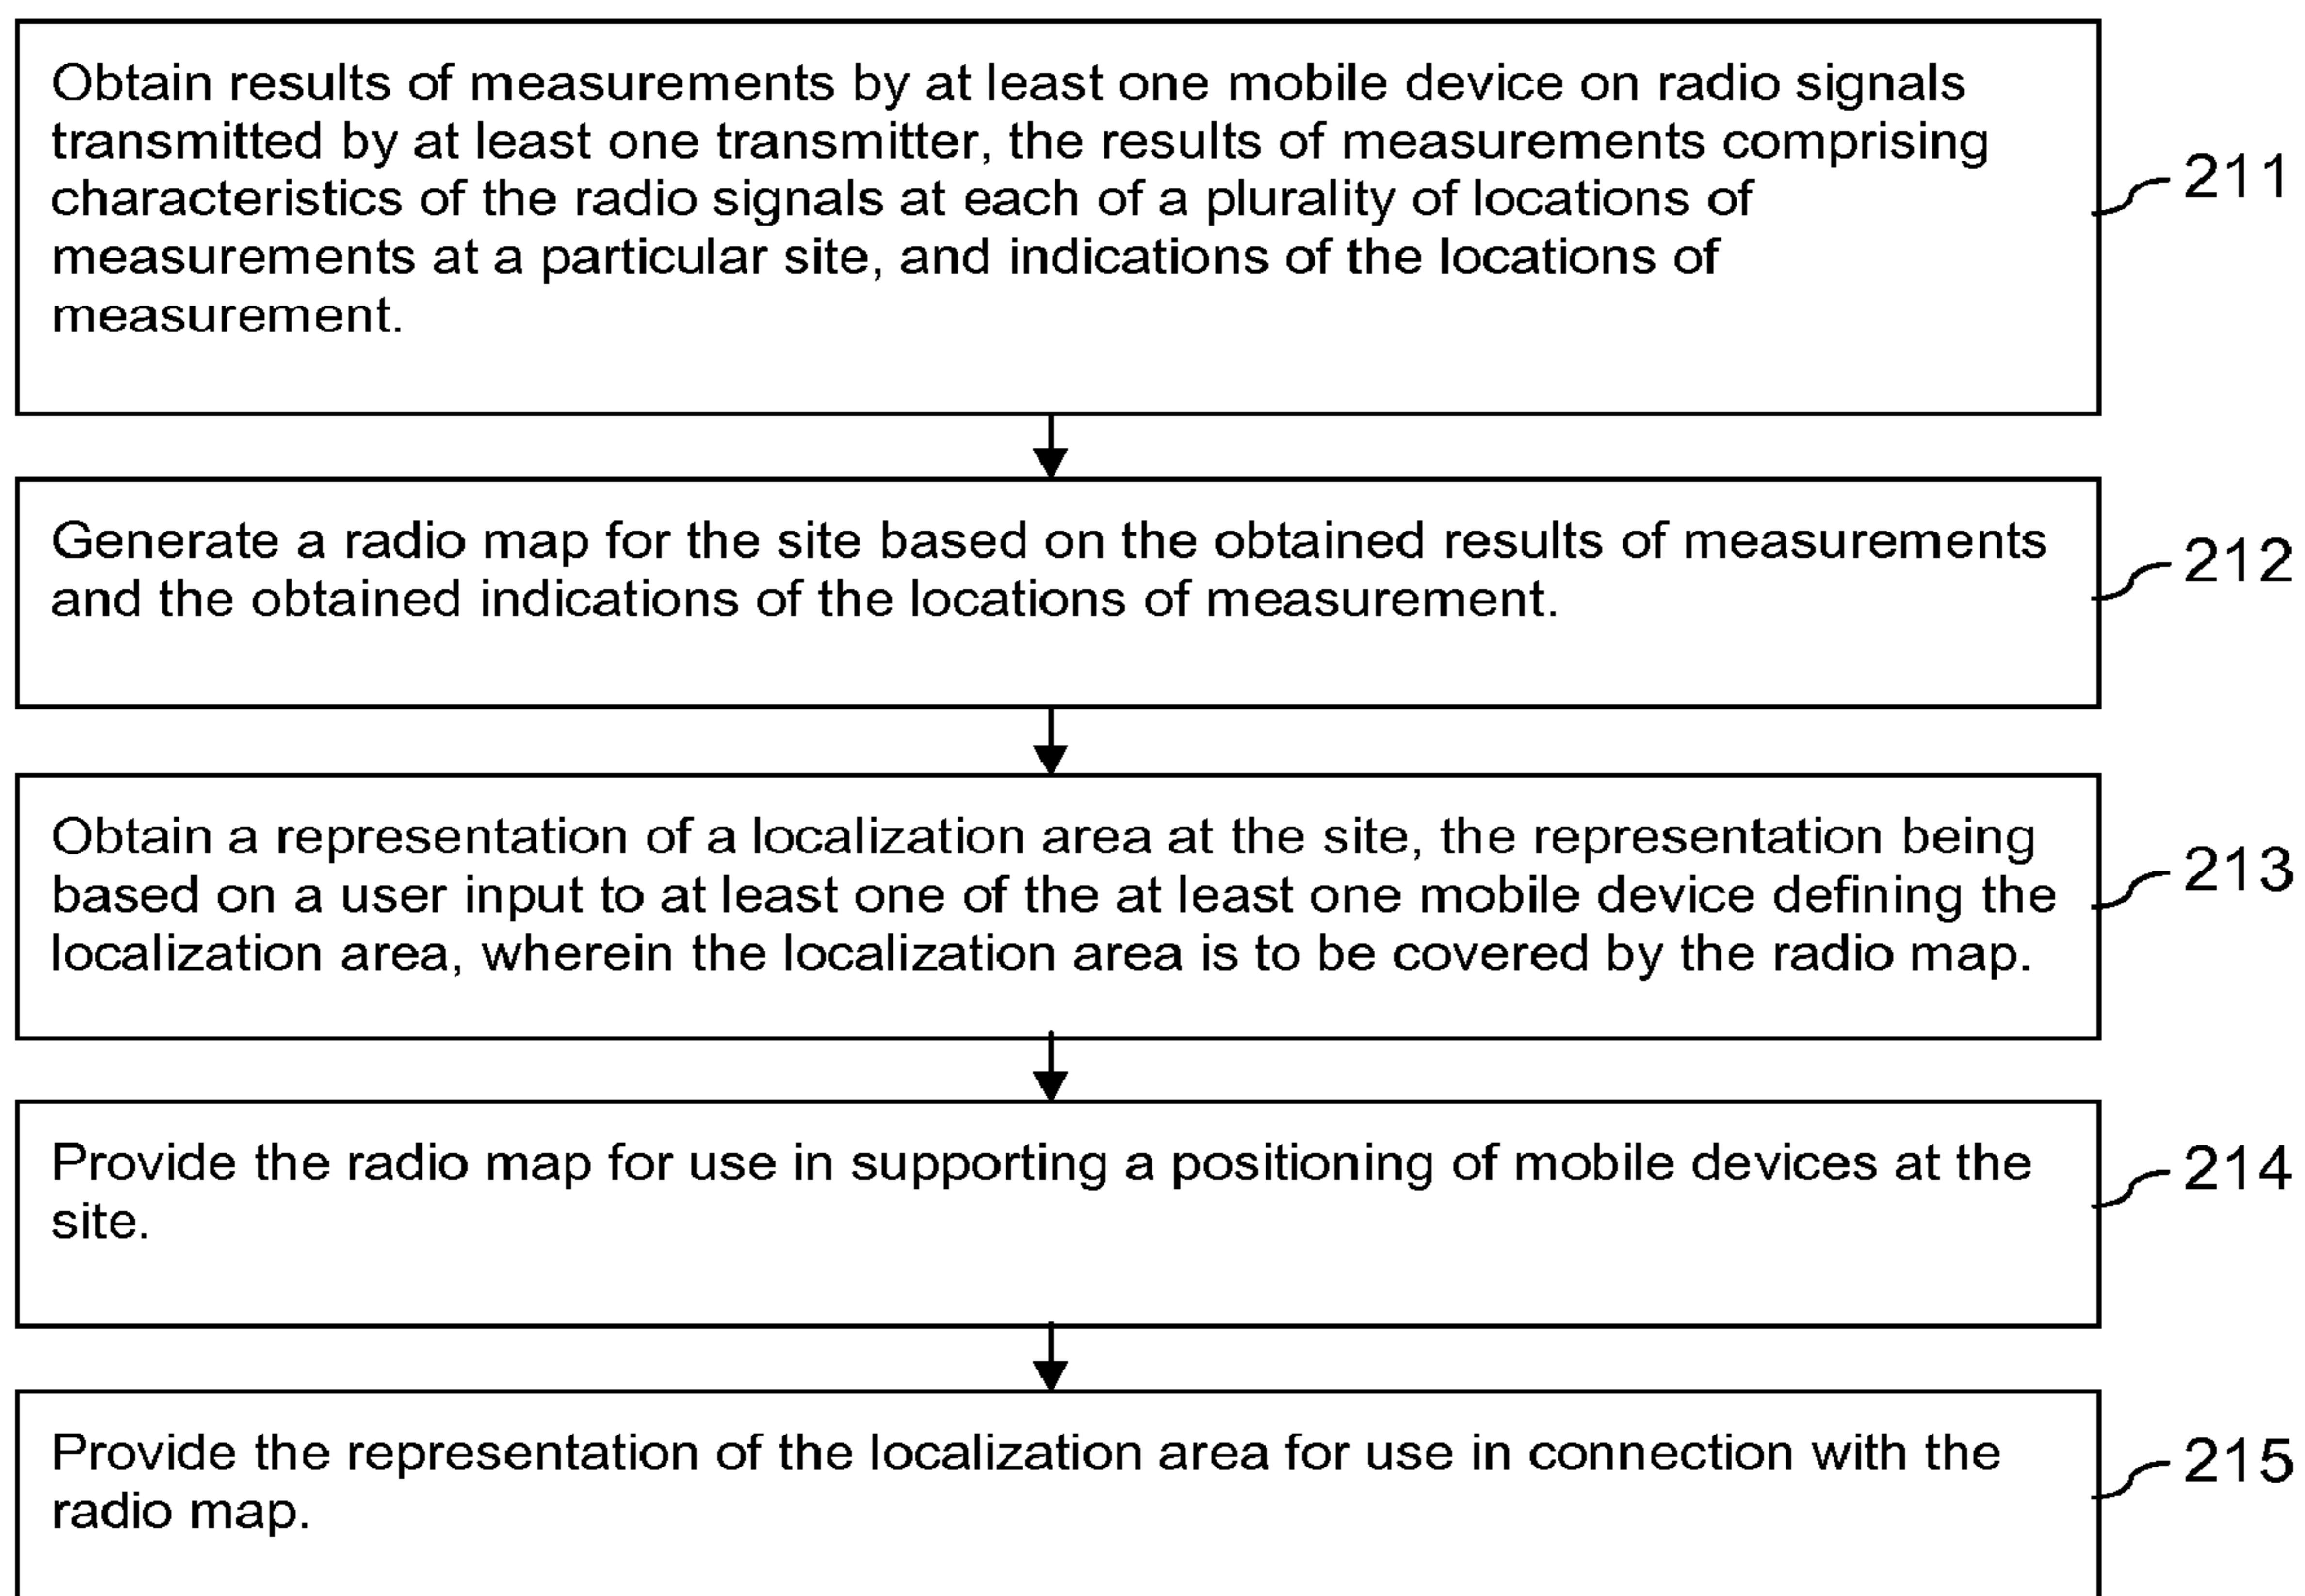 Obtain results of measurements by at least one mobile device on radio signals
transmitted by at least one transmitter, the results of measurements comprising
characteristics of the radio signals at each of a plurality of locations of
measurements at a particular site, and indications of the locations of
measurement.
211
Generate a radio map for the site based on the obtained results of measurements
and the obtained indications of the locations of measurement.
212
Obtain a representation of a localization area at the site, the representation being
based on a user input to at least one of the at least one mobile device defining the
localization area, wherein the localization area is to be covered by the radio map.
213
Provide the radio map for use in supporting a positioning of mobile devices at the
site.
214
Provide the representation of the localization area for use in connection with the
radio map.
215